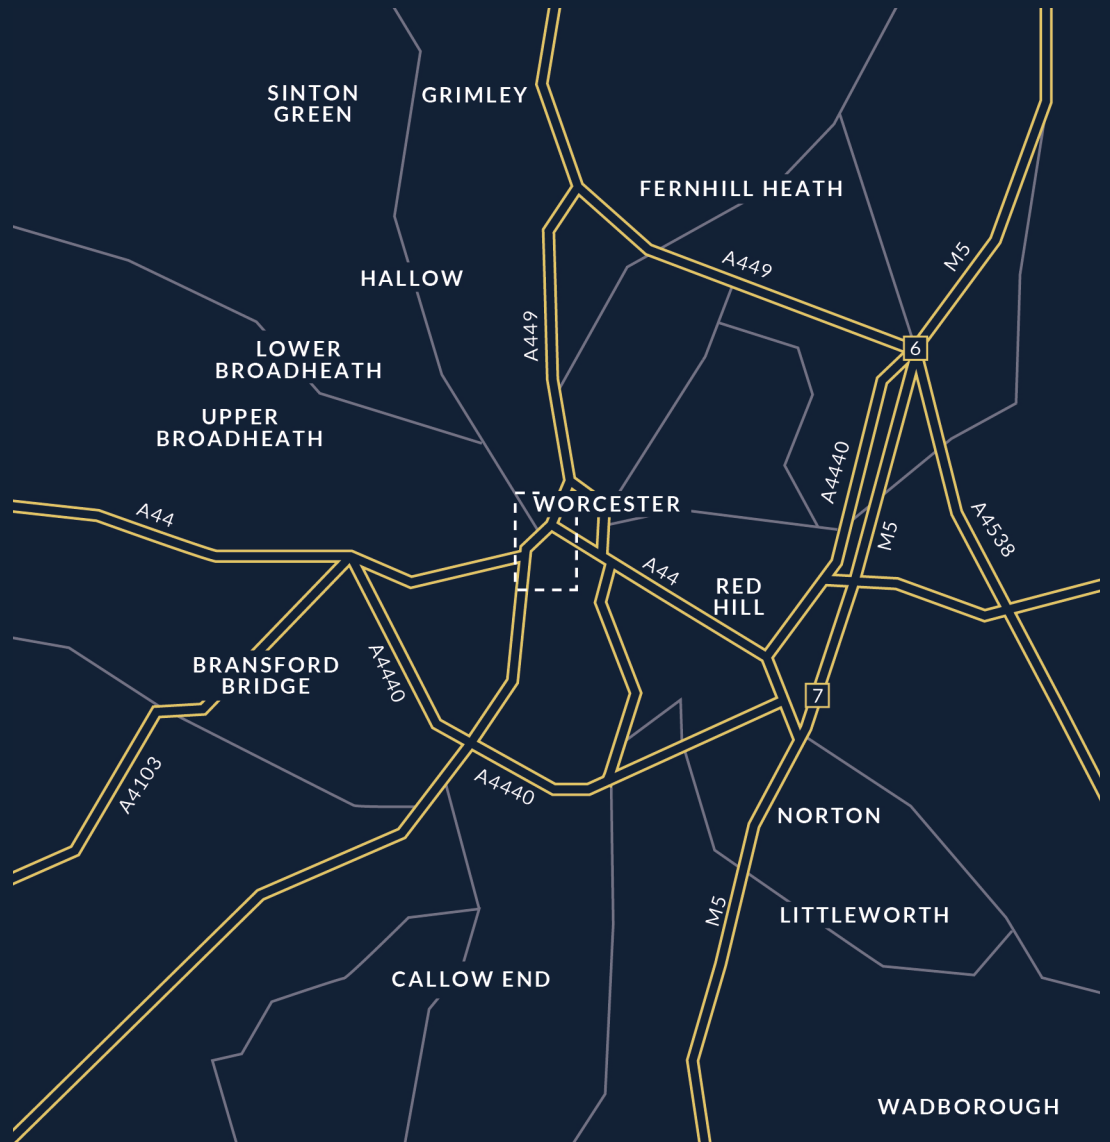 SINTON
GREEN
GRIMLEY
FERNHILL HEATH
A449
M5
HALLOW
A449
LOWER
BROADHEATH
6
UPPER
BROADHEATH
A4440
WORCESTER
A44
M5
A4538
A44
RED
HILL
BRANSFORD
BRIDGE
A4440
7
A4103
A4440
NORTON
M5
LITTLEWORTH
CALLOW END
WADBOROUGH